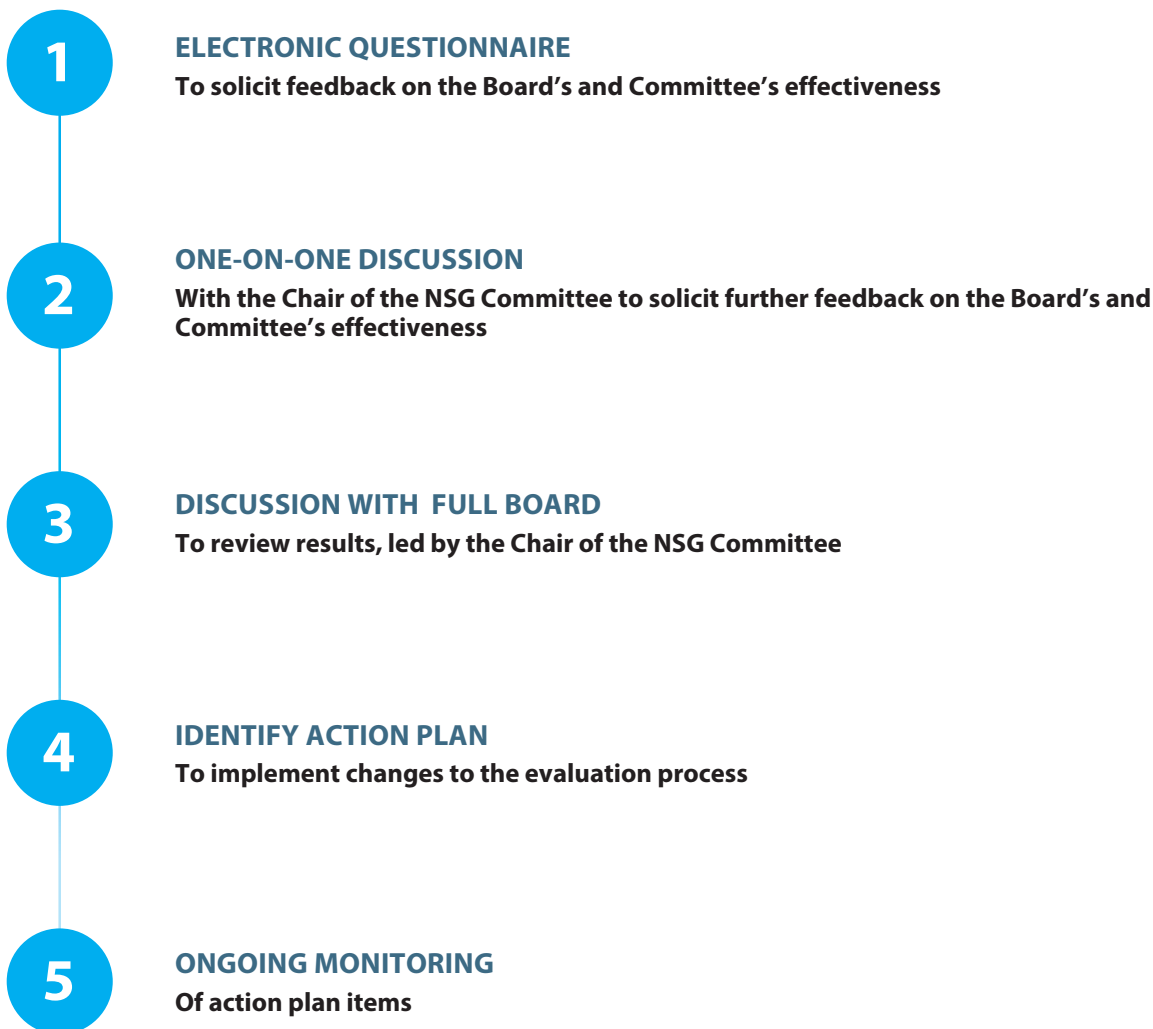 1
ELECTRONIC QUESTIONNAIRE
To solicit feedback on the Board’s and Committee’s effectiveness
2
ONE-ON-ONE DISCUSSION
With the Chair of the NSG Committee to solicit further feedback on the Board’s and
Committee’s effectiveness
3
DISCUSSION WITH FULL BOARD
To review results, led by the Chair of the NSG Committee
4
IDENTIFY ACTION PLAN
To implement changes to the evaluation process
5
ONGOING MONITORING
Of action plan items